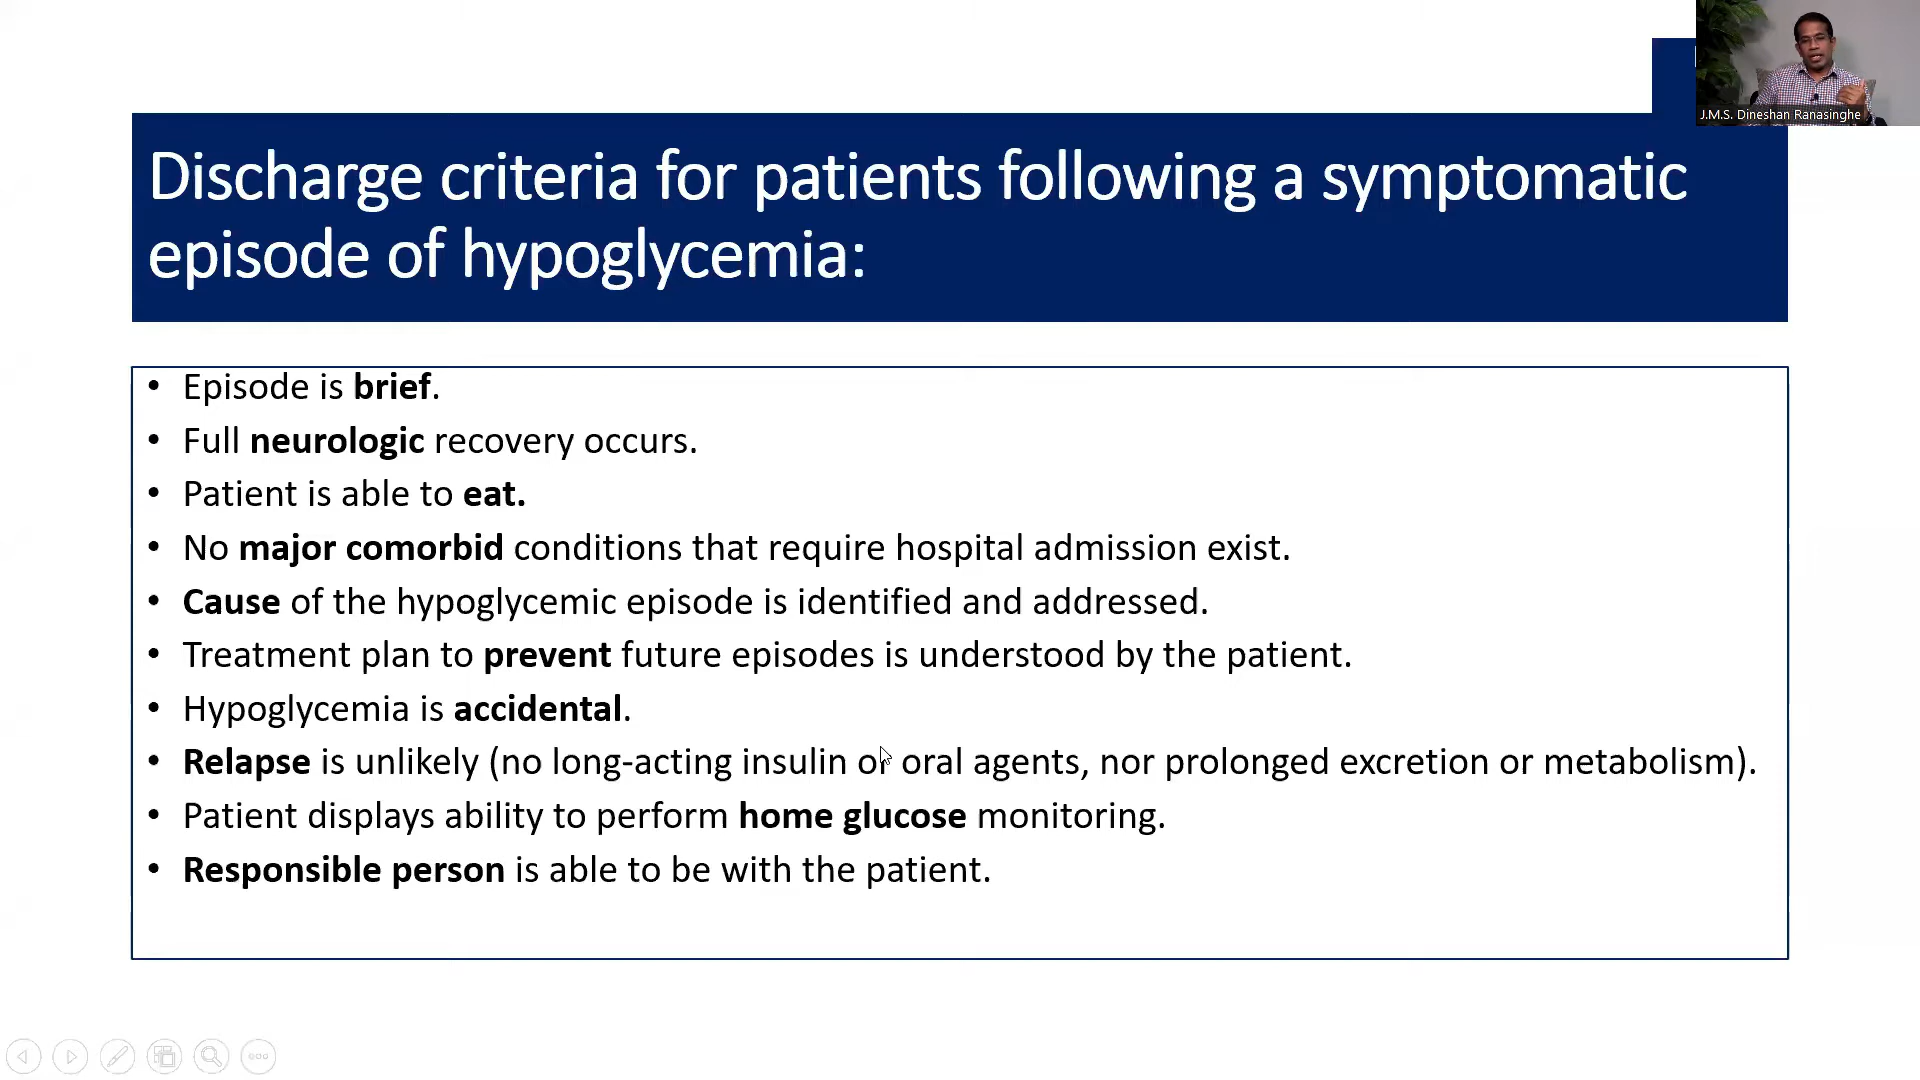 J.M.S. Dineshan Ranasinghe
Discharge criteria for patients following a symptomatic
episode of hypoglycemia:
• Episode is brief.
• Full neurologic recovery occurs.
• Patient is able to eat.
• No major comorbid conditions that require hospital admission exist.
• Cause of the hypoglycemic episode is identified and addressed.
• Treatment plan to prevent future episodes is understood by the patient.
• Hypoglycemia is accidental.
• Relapse is unlikely (no long-acting insulin or oral agents, nor prolonged excretion or metabolism).
• Patient displays ability to perform home glucose monitoring.
• Responsible person is able to be with the patient.